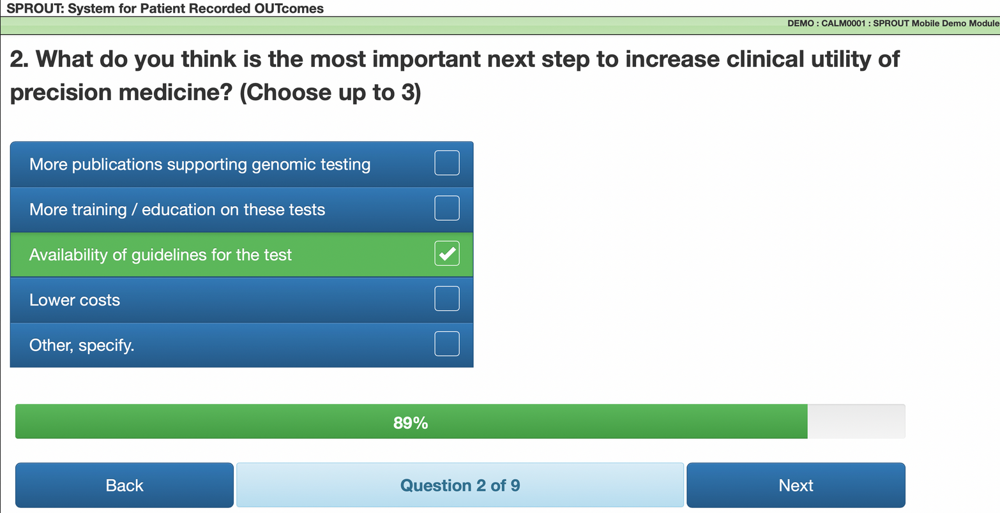 SPROUT: System for Patient Recorded OUTcomes
DEMO : CALM0001 : SPROUT Mobile Demo Module
2. What do you think is the most important next step to increase clinical utility of
precision medicine? (Choose up to 3)
More publications supporting genomic testing
More training / education on these tests
Availability of guidelines for the test
Lower costs
Other, specify.
89%
Back
Question 2 of 9
Next